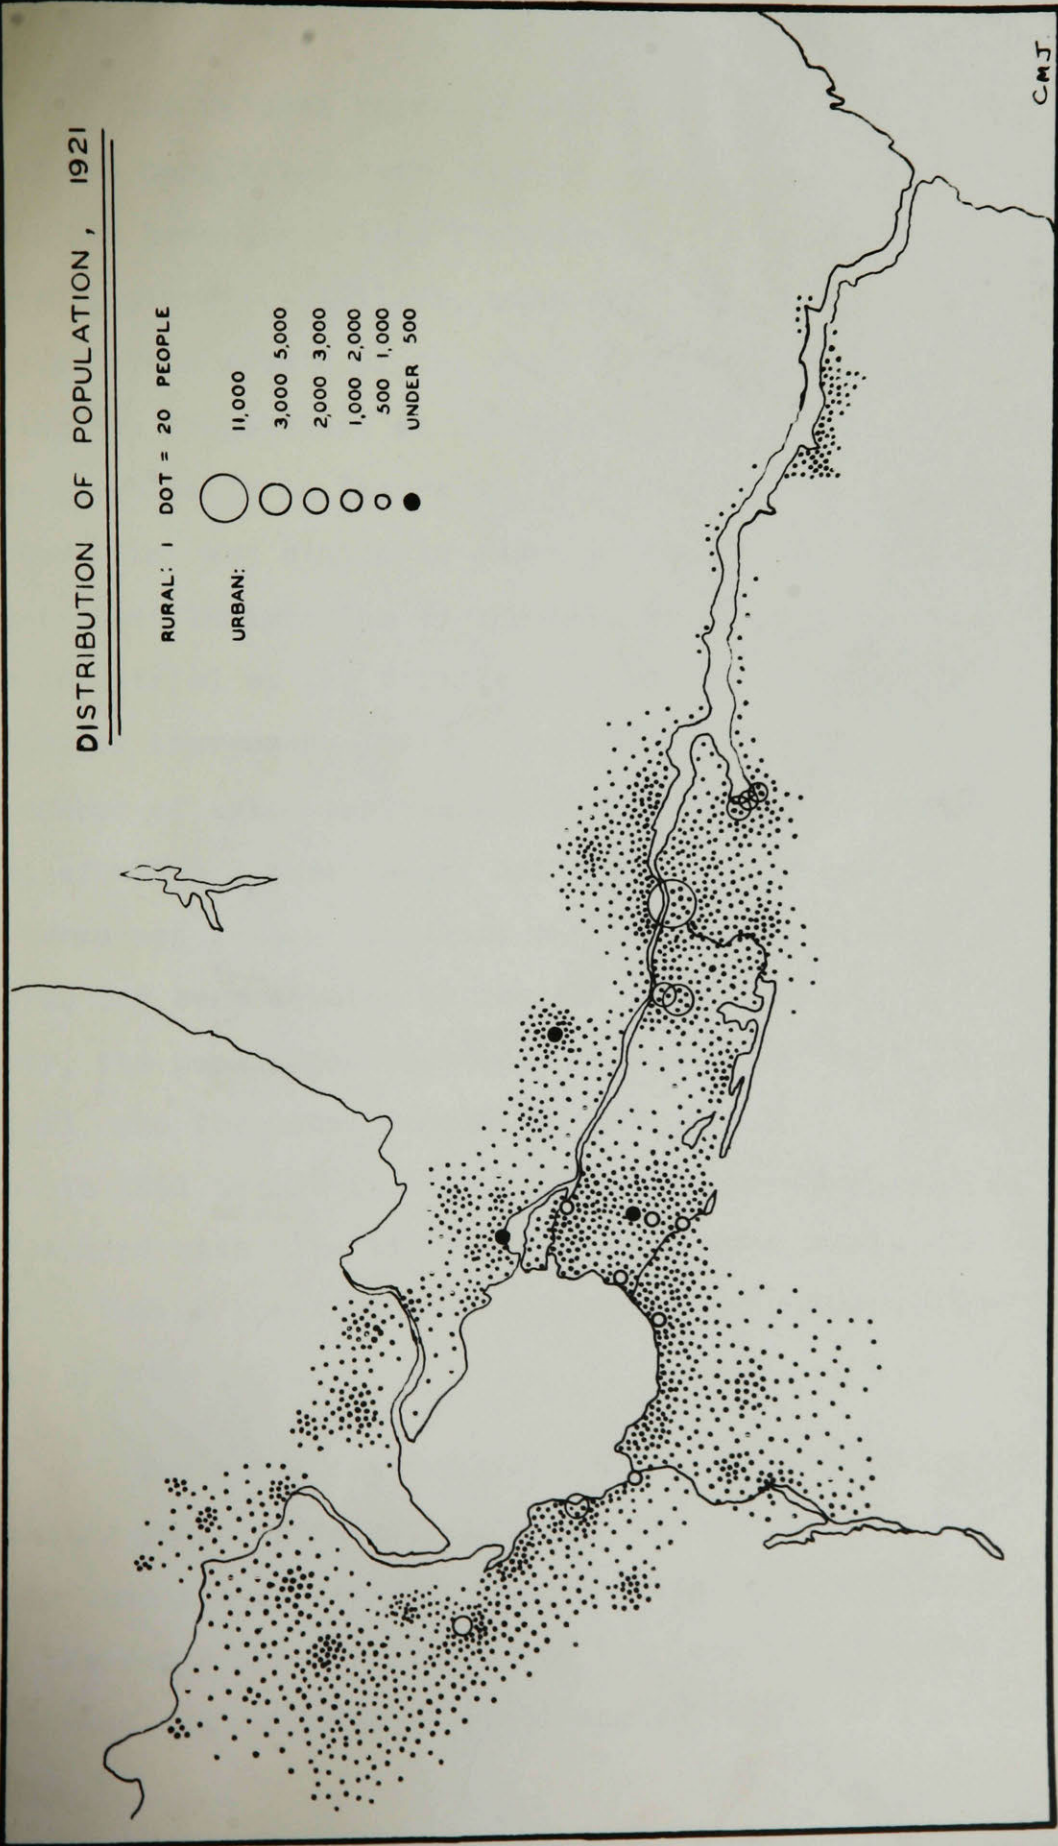 DISTRIBUTION OF POPULATION, 1921
RURAL: 1 DOT = 20 PEOPLE
URBAN:
11,000
3,000 5,000
2,000 3,000
1,000 2,000
500 1,000
UNDER 500
CMJ